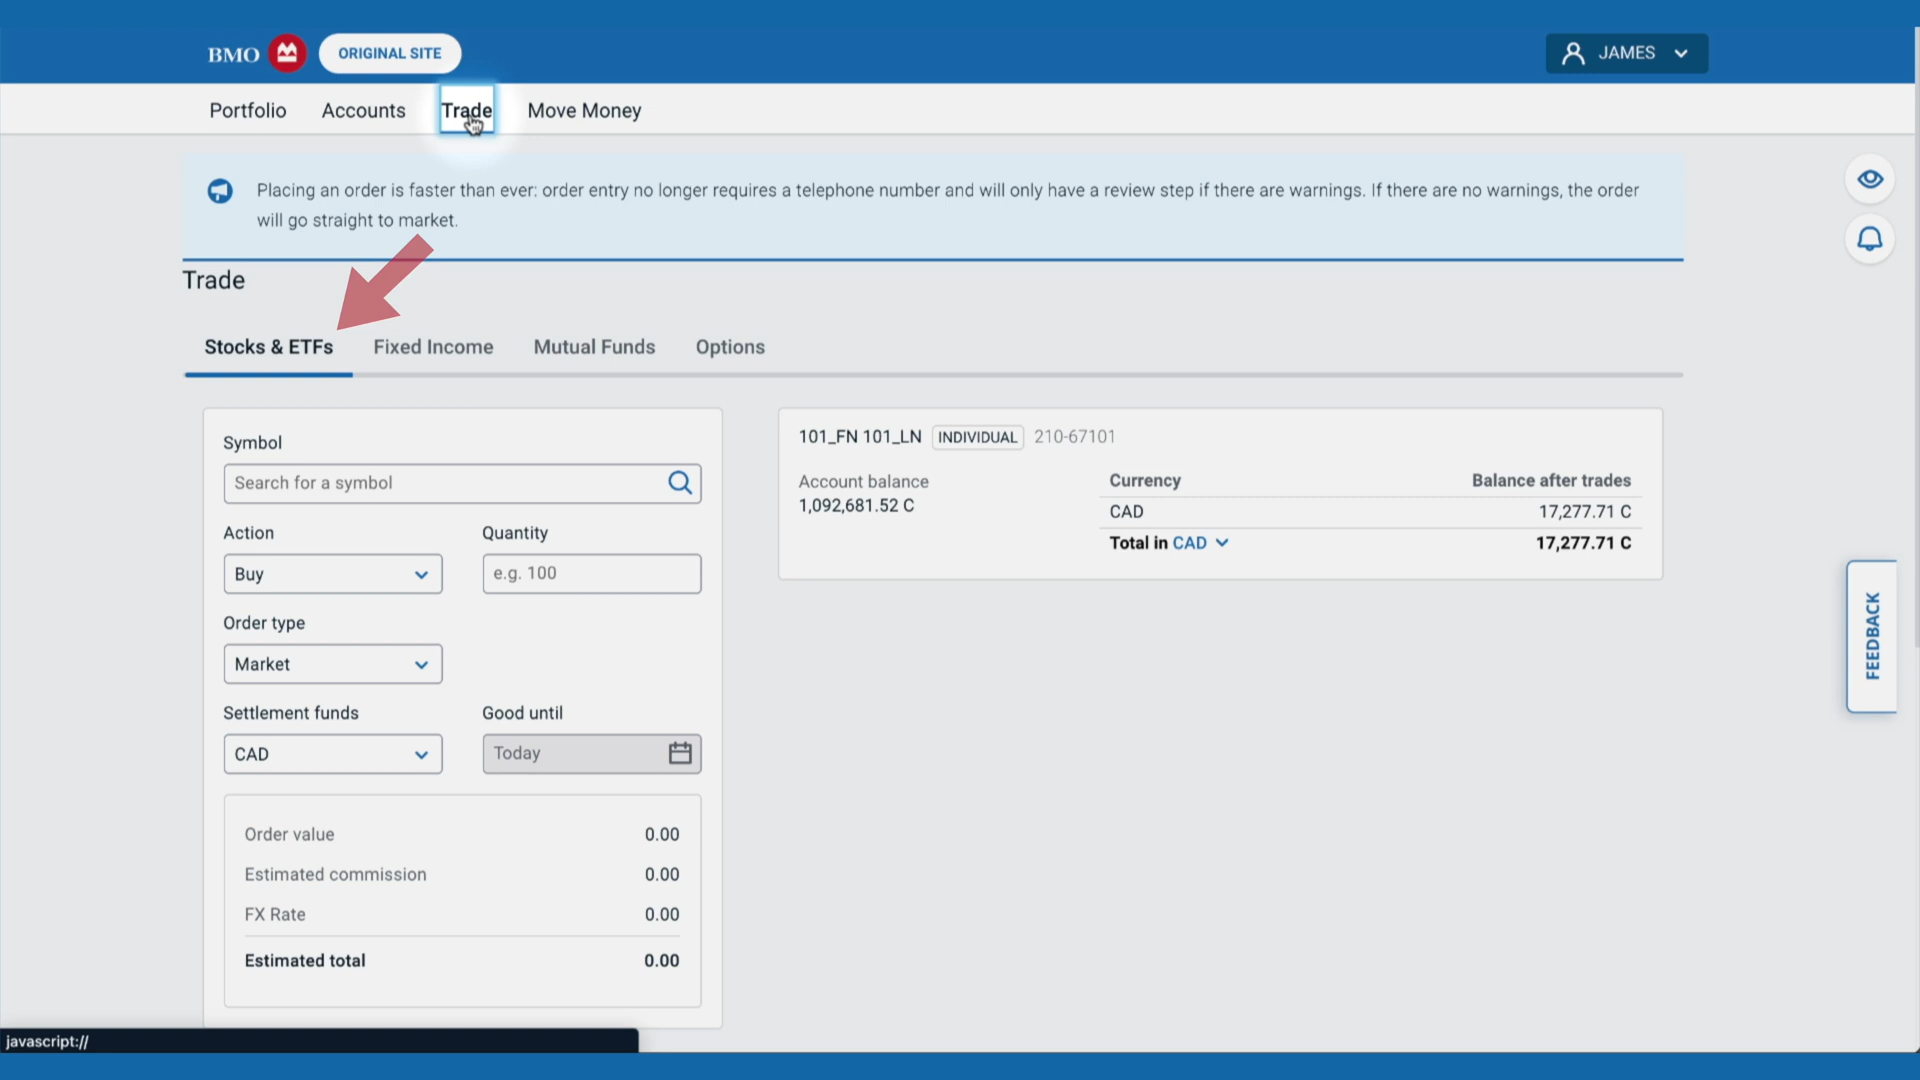 BMO
ORIGINAL SITE
JAMES
Portfolio Accounts Trade Move Money
Placing an order is faster than ever: order entry no longer requires a telephone number and will only have a review step if there are warnings. If there are no warnings, the order
will go straight to market.
Trade
Stocks & ETFs Fixed Income Mutual Funds Options
Symbol
Search for a symbol
Action Quantity
Buy e.g. 100
Order type
Market
Settlement funds Good until
CAD Today
Order value 0.00
Estimated commission 0.00
FX Rate 0.00
Estimated total 0.00
101_FN 101_LN INDIVIDUAL 210-67101
Account balance
1,092,681.52 C
Currency Balance after trades
CAD 17,277.71 C
Total in CAD 17,277.71 C
FEEDBACK
javascript://